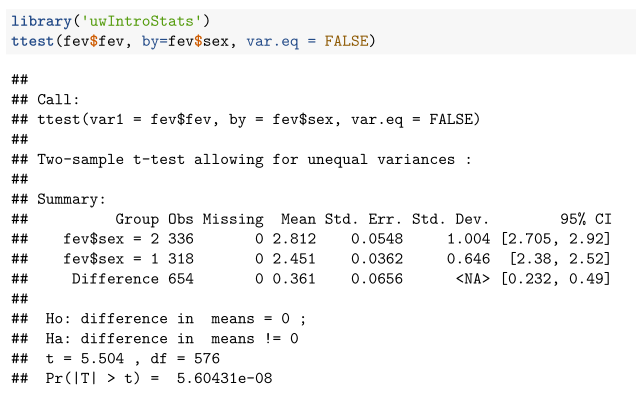 library('uwIntroStats')
ttest(fev$fev, by=fev$sex, var.eq = FALSE)
##
## Call:
## ttest(var1 = fev$fev, by = fev$sex, var.eq = FALSE)
##
## Two-sample t-test allowing for unequal variances :
##
## Summary:
##          Group Obs Missing  Mean Std. Err. Std. Dev.        95% CI
##    fev$sex = 2 336       0 2.812    0.0548     1.004 [2.705, 2.92]
##    fev$sex = 1 318       0 2.451    0.0362     0.646  [2.38, 2.52]
##     Difference 654       0 0.361    0.0656      <NA> [0.232, 0.49]
##
##  Ho: difference in  means = 0 ;
##  Ha: difference in  means != 0
##  t = 5.504 , df = 576
##  Pr(|T| > t) =  5.60431e-08